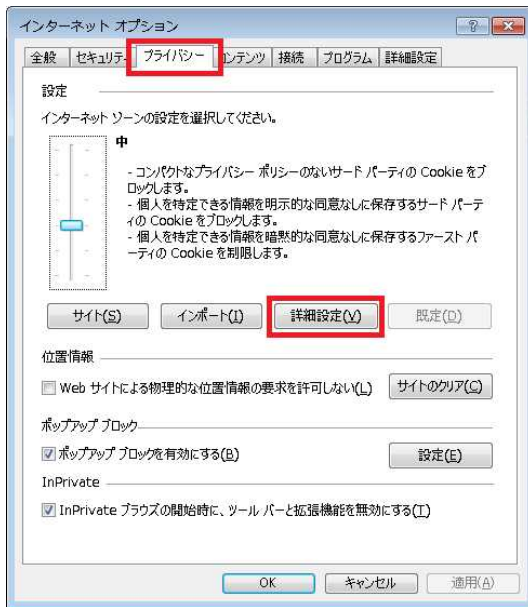 インターネット オプション
全般 セキュリティ プライバシー コンテンツ 接続 プログラム 詳細設定
設定
インターネット ゾーンの設定を選択してください。
中
- コンパクトなプライバシー ポリシーのないサード パーティの Cookie をブ
ロックします。
- 個人を特定できる情報を明示的な同意なしに保存するサード パーテ
ィの Cookie をブロックします。
- 個人を特定できる情報を暗黙的な同意なしに保存するファースト パ
ーティの Cookie を制限します。
サイト(S) インポート(I) 詳細設定(V) 既定(D)
位置情報
Web サイトによる物理的な位置情報の要求を許可しない(L) サイトのクリア(C)
ポップアップ ブロック
ポップアップ ブロックを有効にする(B) 設定(E)
InPrivate
InPrivate ブラウズの開始時に、ツール バーと拡張機能を無効にする(T)
OK キャンセル 適用(A)